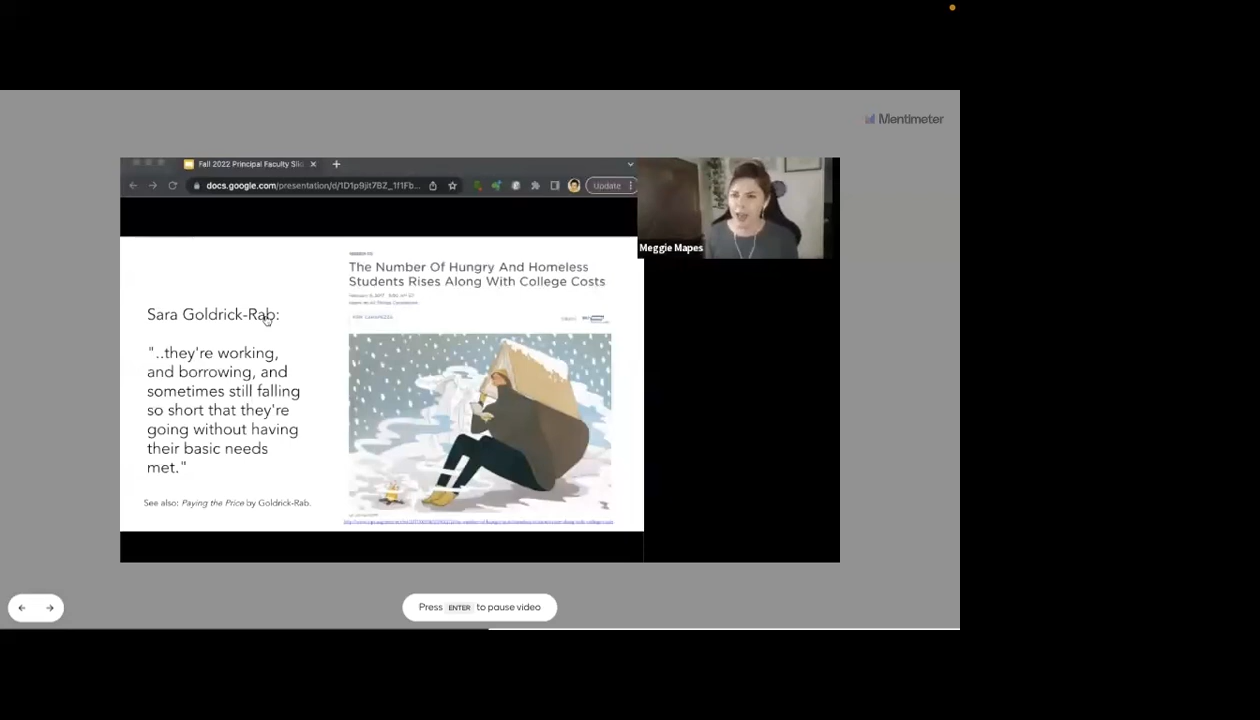 Mentimeter
Fall 2022 Principal Faculty Slid
docs.google.com/presentation/d/1D1p9jit7BZ_1f1Fb...
Update
Meggie Mapes
The Number Of Hungry And Homeless
Students Rises Along With College Costs
Sara Goldrick-Rab:
"..they're working,
and borrowing, and
sometimes still falling
so short that they're
going without having
their basic needs
met."
See also: Paying the Price by Goldrick-Rab.
Press ENTER to pause video